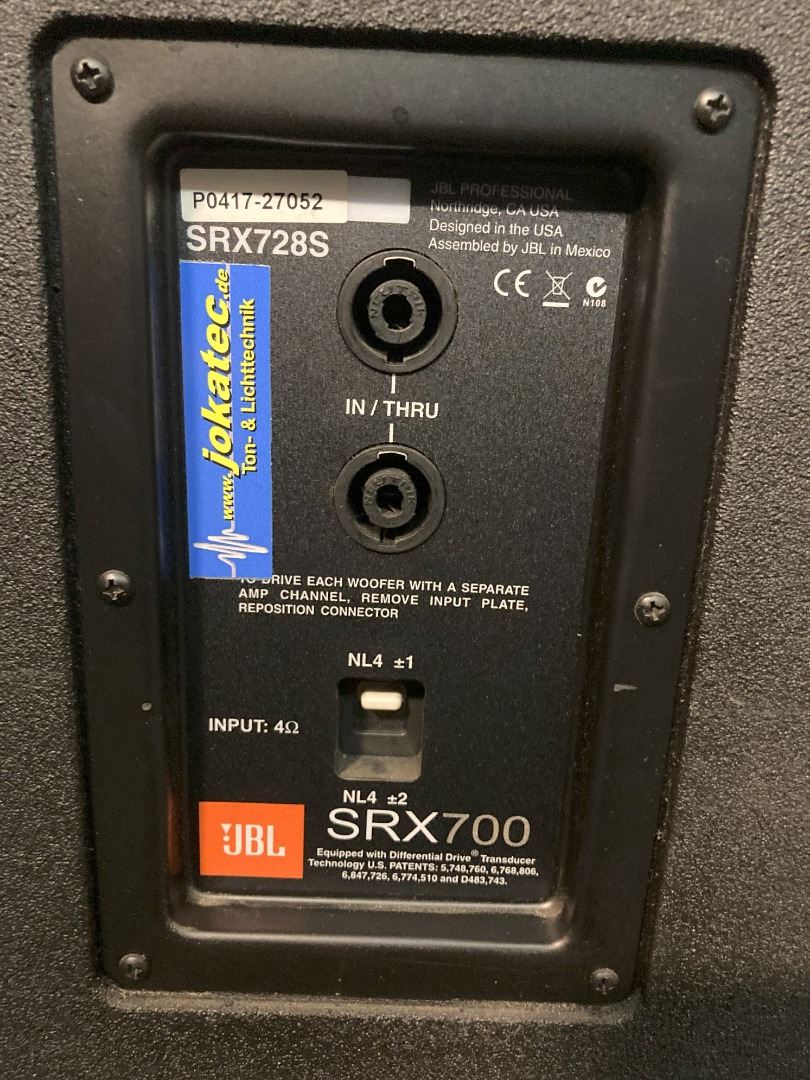 P0417-27052
JBL PROFESSIONAL
Northridge, CA USA
Designed in the USA
Assembled by JBL in Mexico
SRX728S
CE
N108
www.jokatec.de
Ton- & Lichttechnik
NEUTRIK
IN / THRU
NEUTRIK
TO DRIVE EACH WOOFER WITH A SEPARATE
AMP CHANNEL, REMOVE INPUT PLATE,
REPOSITION CONNECTOR
NL4 ±1
INPUT: 4Ω
NL4 ±2
JBL
SRX700
Equipped with Differential Drive® Transducer
Technology U.S. PATENTS: 5,748,760, 6,768,806,
6,847,726, 6,774,510 and D483,743.